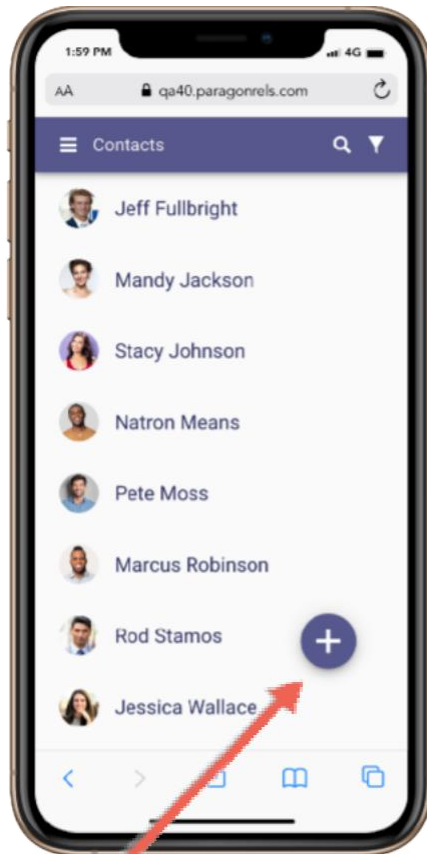 1:59 PM
4G
AA
qa40.paragonrels.com
Contacts
Jeff Fullbright
Mandy Jackson
Stacy Johnson
Natron Means
Pete Moss
Marcus Robinson
Rod Stamos
Jessica Wallace